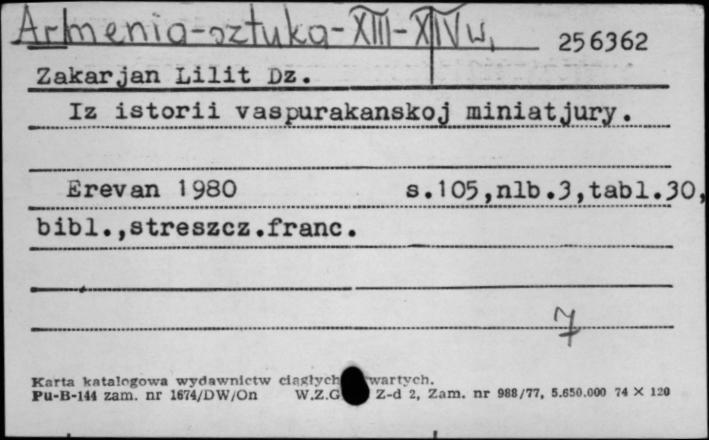 Armenia-sztuka-XIII-XIV w. 256362
Zakarjan Lilit Dz.
Iz istorii vaspurakanskoj miniatjury.
Erevan 1980 s.105,nlb.3,tabl.30,
bibl.,streszcz.franc.
7
Karta katalogowa wydawnictw ciągłych wartych.
Pu-B-144 zam. nr 1674/DW/On W.Z.G Z-d 2, Zam. nr 988/77, 5.650.000 74 × 120